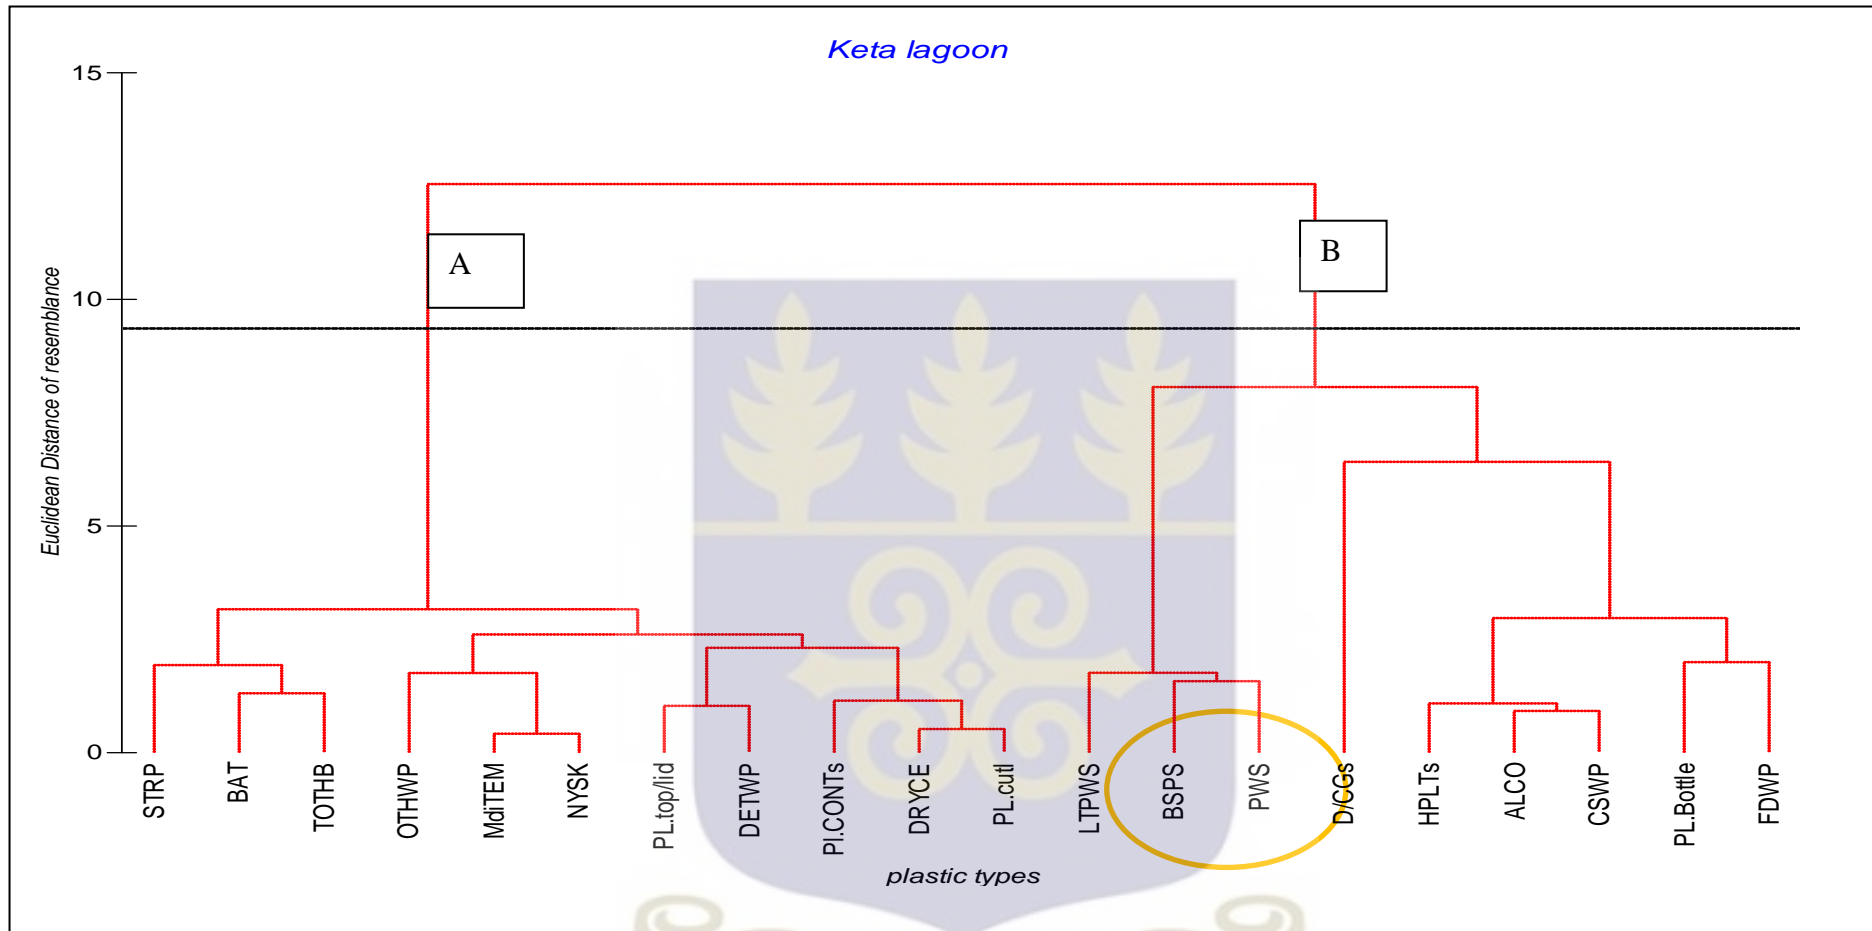 Keta lagoon
15
10
5
0
Euclidean Distance of resemblance
A
B
STRP
BAT
TOTHB
OTHWP
MdiTEM
NYSK
PL.top/lid
DETWP
Pl.CONTs
DRYCE
PL.cutl
LTPWS
BSPS
PWS
D/CGs
HPLTs
ALCO
CSWP
PL.Bottle
FDWP
plastic types